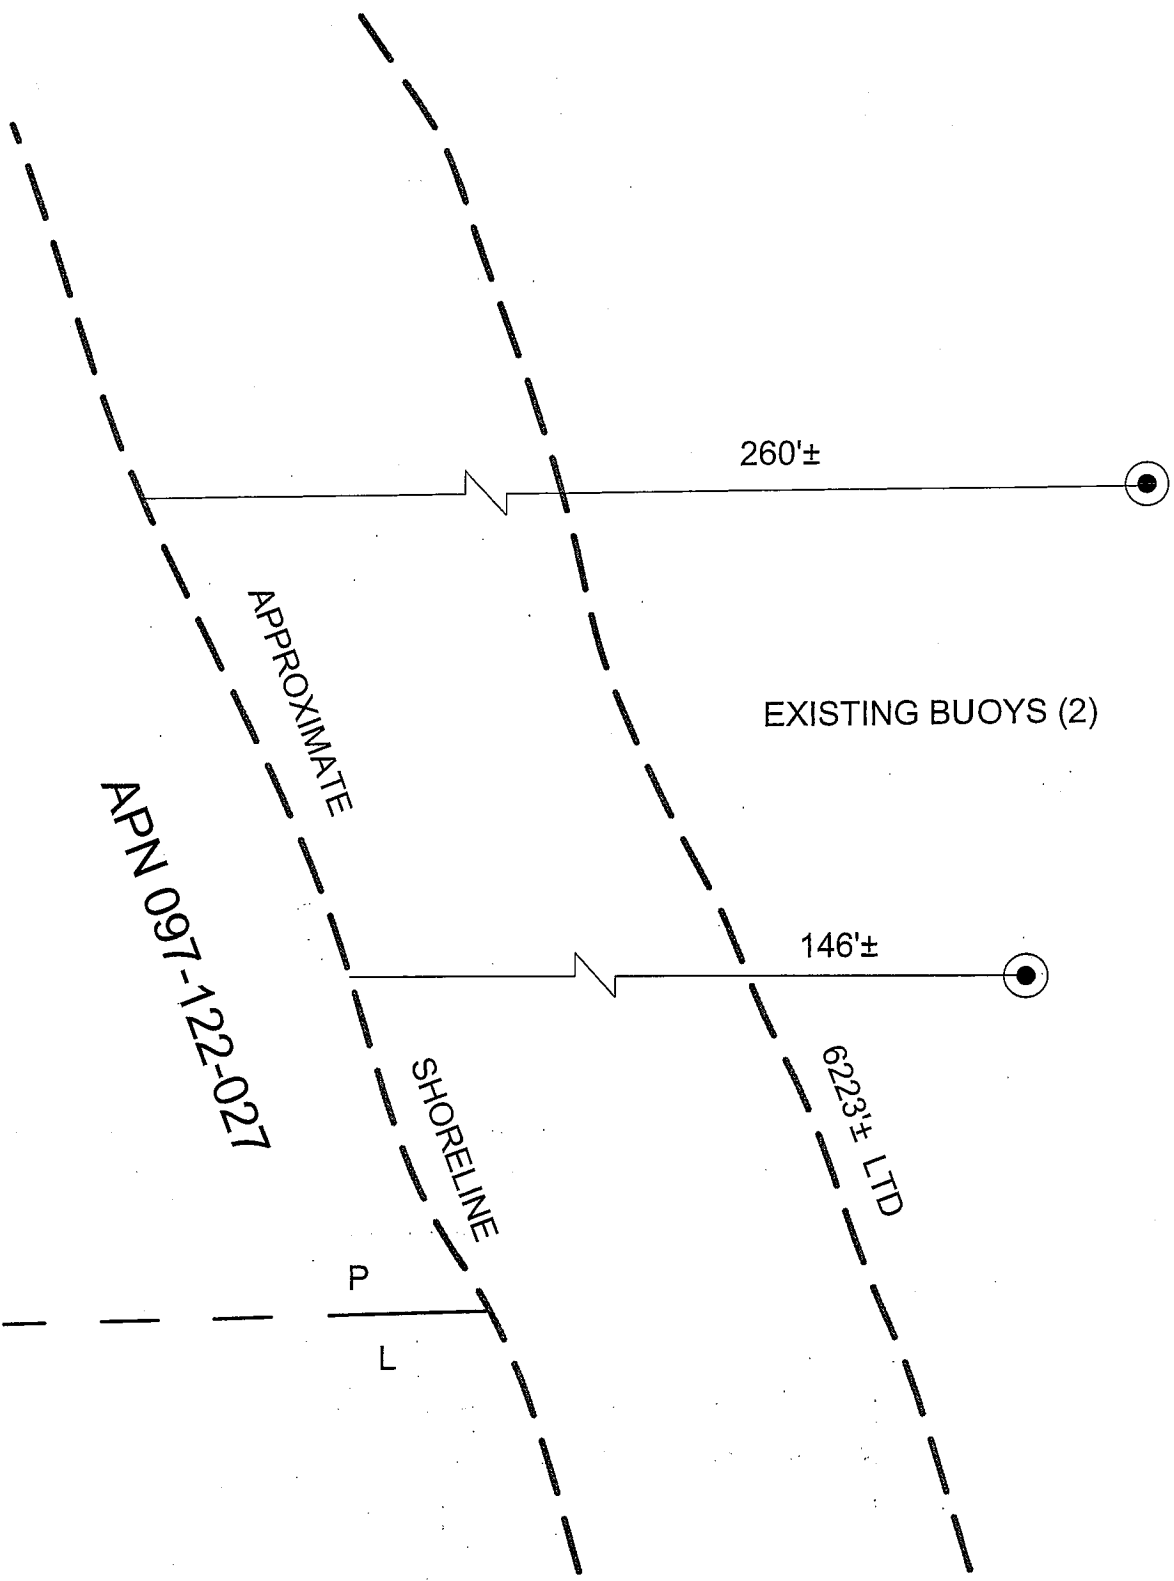 260'±
APPROXIMATE
EXISTING BUOYS (2)
APN 097-122-027
146'±
SHORELINE
6223'± LTD
P
L